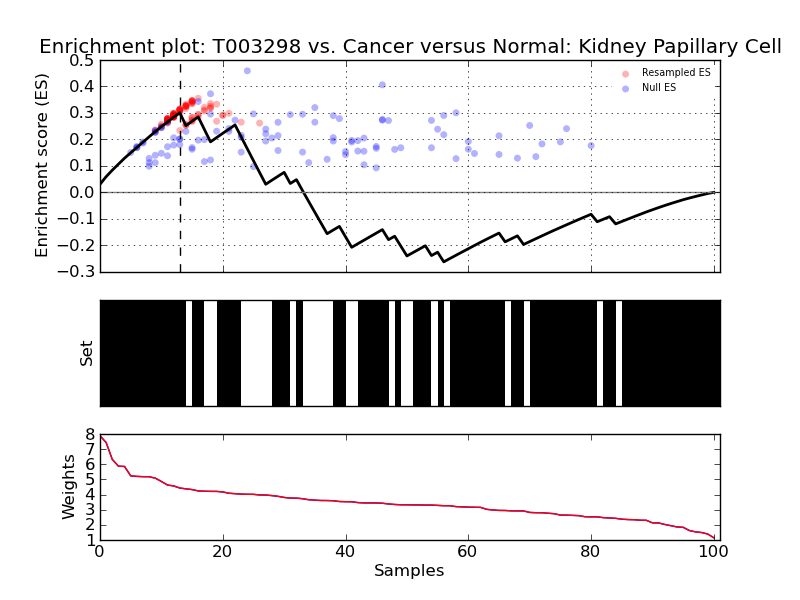 Enrichment plot: T003298 vs. Cancer versus Normal: Kidney Papillary Cell
Enrichment score (ES)
0.5
0.4
0.3
0.2
0.1
0.0
−0.1
−0.2
−0.3
Resampled ES
Null ES
Set
Weights
8
7
6
5
4
3
2
1
0 20 40 60 80 100
Samples